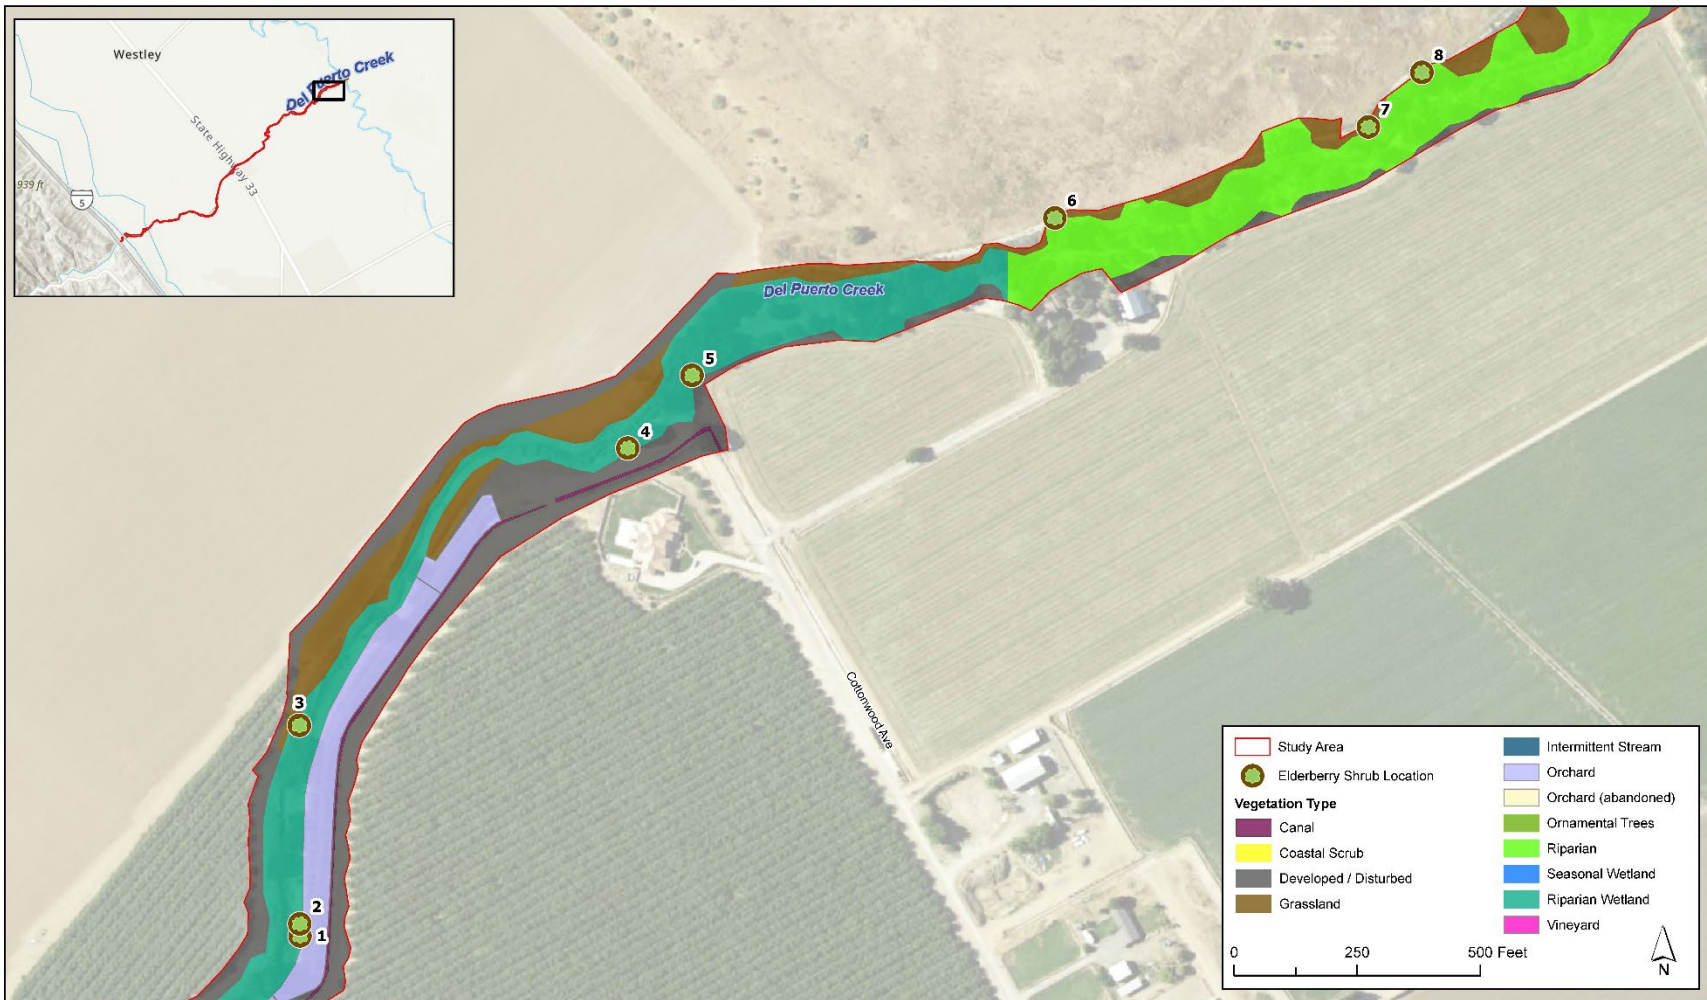 Westley
Del Puerto Creek
State Highway 33
939 ft
5
8
7
6
Del Puerto Creek
5
4
3
Cottonwood Ave
2
1
Study Area
Elderberry Shrub Location
Vegetation Type
Canal
Coastal Scrub
Developed / Disturbed
Grassland
Intermittent Stream
Orchard
Orchard (abandoned)
Ornamental Trees
Riparian
Seasonal Wetland
Riparian Wetland
Vineyard
0 250 500 Feet
N